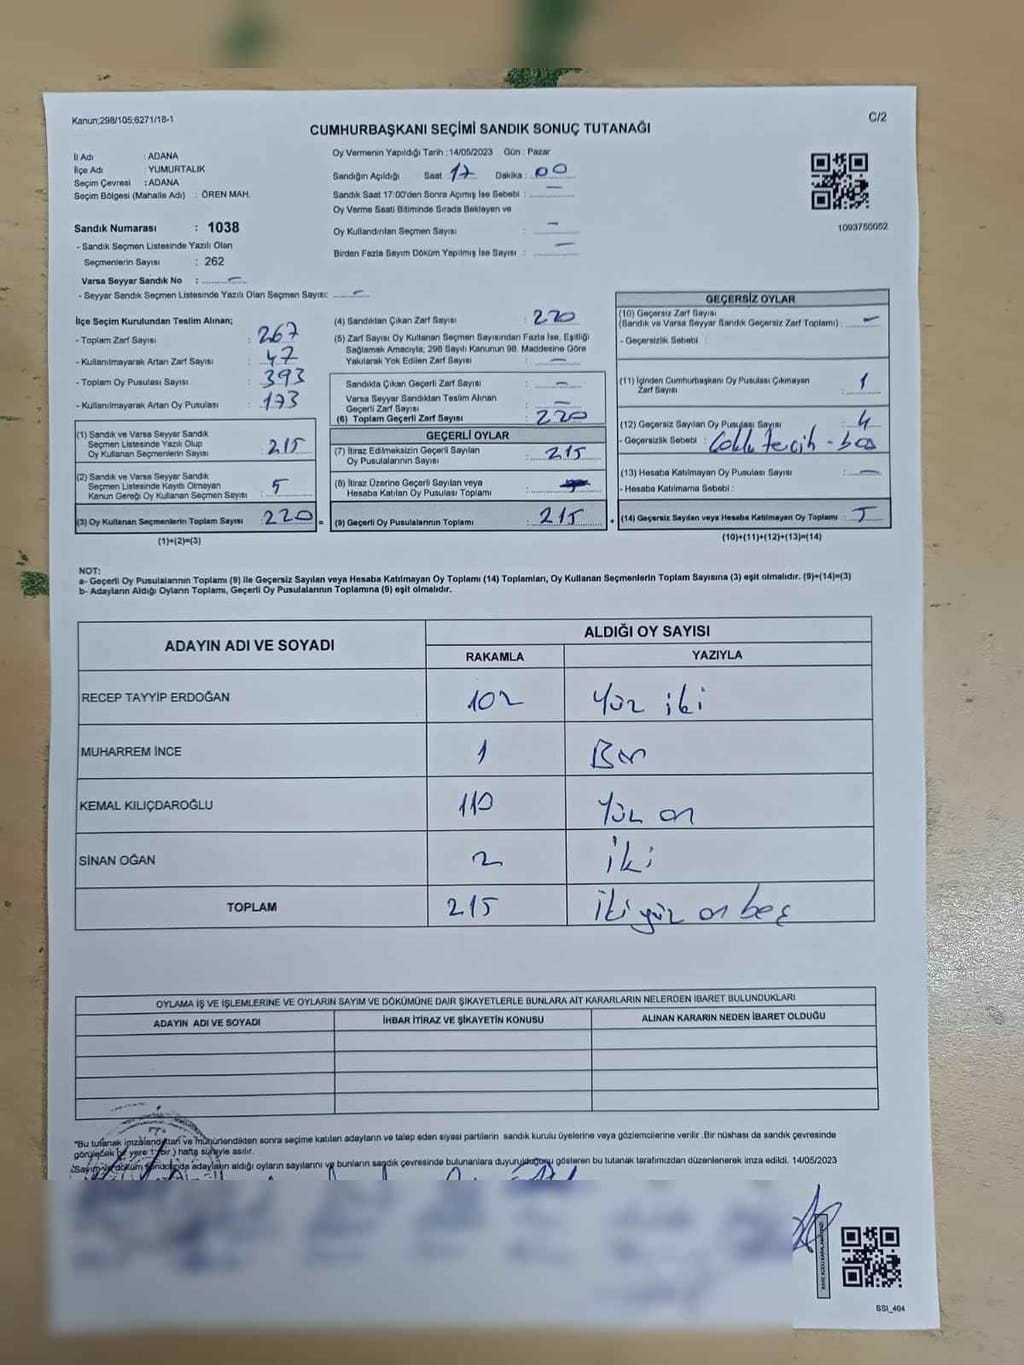 Kanun;298/105;6271/18-1
C/2
CUMHURBAŞKANI SEÇİMİ SANDIK SONUÇ TUTANAĞI
İl Adı : ADANA
İlçe Adı : YUMURTALIK
Seçim Çevresi : ADANA
Seçim Bölgesi (Mahalle Adı) : ÖREN MAH.
Sandık Numarası : 1038
- Sandık Seçmen Listesinde Yazılı Olan
Seçmenlerin Sayısı : 262
Varsa Seyyar Sandık No : -
- Seyyar Sandık Seçmen Listesinde Yazılı Olan Seçmen Sayısı: -
Oy Vermenin Yapıldığı Tarih : 14/05/2023 Gün : Pazar
Sandığın Açıldığı Saat 17 Dakika : 00
Sandık Saat 17:00'den Sonra Açımış İse Sebebi : -
Oy Verme Saati Bitiminde Sırada Bekleyen ve
Oy Kullandırılan Seçmen Sayısı : -
Birden Fazla Sayım Döküm Yapılmış İse Sayısı : -
1003750052
İlçe Seçim Kurulundan Teslim Alınan;
- Toplam Zarf Sayısı : 267
- Kullanılmayarak Artan Zarf Sayısı : 47
- Toplam Oy Pusulası Sayısı : 393
- Kullanılmayarak Artan Oy Pusulası : 173
(1) Sandık ve Varsa Seyyar Sandık
Seçmen Listesinde Yazılı Olup
Oy Kullanan Seçmenlerin Sayısı : 215
(2) Sandık ve Varsa Seyyar Sandık
Seçmen Listesinde Kayıtlı Olmayan
Kanun Gereği Oy Kullanan Seçmen Sayısı : 5
(3) Oy Kullanan Seçmenlerin Toplam Sayısı : 220 =
(1)+(2)=(3)
(4) Sandıktan Çıkan Zarf Sayısı : 220
(5) Zarf Sayısı Oy Kullanan Seçmen Sayısından Fazla İse, Eşitliği
Sağlamak Amacıyla; 298 Sayılı Kanunun 98. Maddesine Göre
Yakılarak Yok Edilen Zarf Sayısı : -
Sandıkta Çıkan Geçerli Zarf Sayısı : -
Varsa Seyyar Sandıktan Teslim Alınan
Geçerli Zarf Sayısı : -
(6) Toplam Geçerli Zarf Sayısı : 220
GEÇERLİ OYLAR
(7) İtiraz Edilmeksizin Geçerli Sayılan
Oy Pusulalarının Sayısı : 215
(8) İtiraz Üzerine Geçerli Sayılan veya
Hesaba Katılan Oy Pusulası Toplamı :
(9) Geçerli Oy Pusulalarının Toplamı : 215 +
GEÇERSİZ OYLAR
(10) Geçersiz Zarf Sayısı
(Sandık ve Varsa Seyyar Sandık Geçersiz Zarf Toplamı) : -
- Geçersizlik Sebebi :
(11) İçinden Cumhurbaşkanı Oy Pusulası Çıkmayan
Zarf Sayısı : 1
(12) Geçersiz Sayılan Oy Pusulası Sayısı : 4
- Geçersizlik Sebebi : Çoklu tercih - boş
(13) Hesaba Katılmayan Oy Pusulası Sayısı : -
- Hesaba Katılmama Sebebi :
(14) Geçersiz Sayılan veya Hesaba Katılmayan Oy Toplamı : 5
(10)+(11)+(12)+(13)=(14)
NOT:
a- Geçerli Oy Pusulalarının Toplamı (9) ile Geçersiz Sayılan veya Hesaba Katılmayan Oy Toplamı (14) Toplamları, Oy Kullanan Seçmenlerin Toplam Sayısına (3) eşit olmalıdır. (9)+(14)=(3)
b- Adayların Aldığı Oyların Toplamı, Geçerli Oy Pusulalarının Toplamına (9) eşit olmalıdır.
ADAYIN ADI VE SOYADI
ALDIĞI OY SAYISI
RAKAMLA YAZIYLA
RECEP TAYYİP ERDOĞAN 102 Yüz iki
MUHARREM İNCE 1 Bir
KEMAL KILIÇDAROĞLU 110 Yüz on
SİNAN OĞAN 2 İki
TOPLAM 215 İki yüz on beş
OYLAMA İŞ VE İŞLEMLERİNE VE OYLARIN SAYIM VE DÖKÜMÜNE DAİR ŞİKAYETLERLE BUNLARA AİT KARARLARIN NELERDEN İBARET BULUNDUKLARI
ADAYIN ADI VE SOYADI İHBAR İTİRAZ VE ŞİKAYETİN KONUSU ALINAN KARARIN NEDEN İBARET OLDUĞU
"Bu tutanak imzalandıktan ve mühürlendikten sonra seçime katılan adayların ve talep eden siyasi partilerin sandık kurulu üyelerine veya gözlemcilerine verilir .Bir nüshası da sandık çevresinde
görülecek bir yere 1 (bir ) hafta süreyle asılır.
Sayım ve döküm sonucunda adayların aldığı oyların sayılarını ve bunların sandık çevresinde bulunanlara duyurulduğunu gösteren bu tutanak tarafımızdan düzenlenerek imza edildi. 14/05/2023
SSI_404